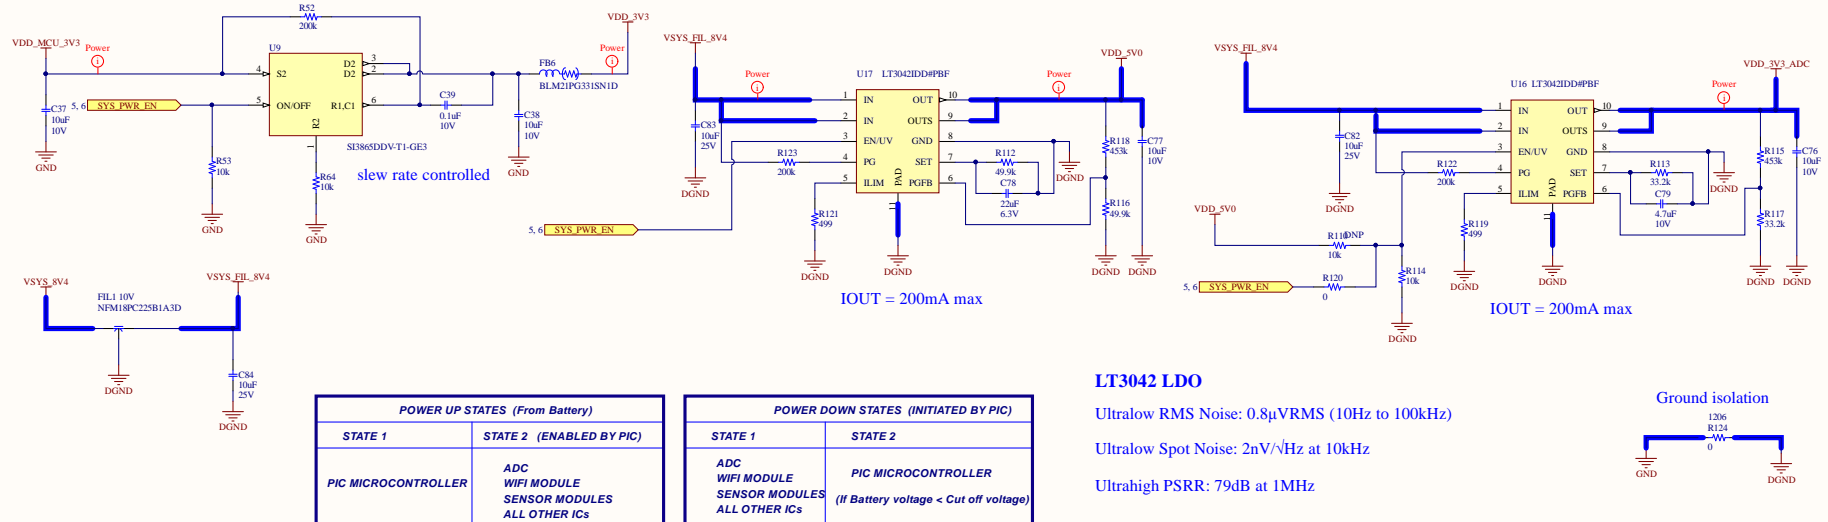 R52
200k
VDD_MCU_3V3
Power
U9
4
S2
D2
3
D2
2
5, 6
SYS_PWR_EN
5
ON/OFF
R1,C1
6
R2
1
SI3865DDV-T1-GE3
C37
10uF
10V
GND
R53
10k
GND
R64
10k
GND
slew rate controlled
C39
0.1uF
10V
C38
10uF
10V
GND
FB6
BLM21PG331SN1D
Power
VDD_3V3
VSYS_FIL_8V4
Power
U17 LT3042IDD#PBF
1
IN
OUT
10
2
IN
OUTS
9
3
EN/UV
GND
8
4
PG
SET
7
5
ILIM
PGFB
6
PAD
11
C83
10uF
25V
DGND
R123
200k
R121
499
DGND
DGND
5, 6
SYS_PWR_EN
R112
49.9k
C78
22uF
6.3V
DGND
Power
VDD_5V0
R118
453k
R116
49.9k
DGND
C77
10uF
10V
DGND
IOUT = 200mA max
VSYS_FIL_8V4
U16 LT3042IDD#PBF
1
IN
OUT
10
2
IN
OUTS
9
3
EN/UV
GND
8
4
PG
SET
7
5
ILIM
PGFB
6
PAD
11
C82
10uF
25V
DGND
R122
200k
R119
499
DGND
DGND
VDD_5V0
DNP
10k
R120
0
5, 6
SYS_PWR_EN
R114
10k
DGND
R113
33.2k
C79
4.7uF
10V
DGND
Power
VDD_3V3_ADC
R115
453k
R117
33.2k
DGND
C76
10uF
10V
DGND
IOUT = 200mA max
VSYS_8V4
FIL1 10V
NFM18PC225B1A3D
DGND
VSYS_FIL_8V4
C84
10uF
25V
DGND
POWER UP STATES (From Battery)
STATE 1
STATE 2 (ENABLED BY PIC)
PIC MICROCONTROLLER
ADC
WIFI MODULE
SENSOR MODULES
ALL OTHER ICs
POWER DOWN STATES (INITIATED BY PIC)
STATE 1
STATE 2
ADC
WIFI MODULE
SENSOR MODULES
ALL OTHER ICs
PIC MICROCONTROLLER
(If Battery voltage < Cut off voltage)
LT3042 LDO
Ultralow RMS Noise: 0.8µVRMS (10Hz to 100kHz)
Ultralow Spot Noise: 2nV/√Hz at 10kHz
Ultrahigh PSRR: 79dB at 1MHz
Ground isolation
1206
R124
0
GND
DGND